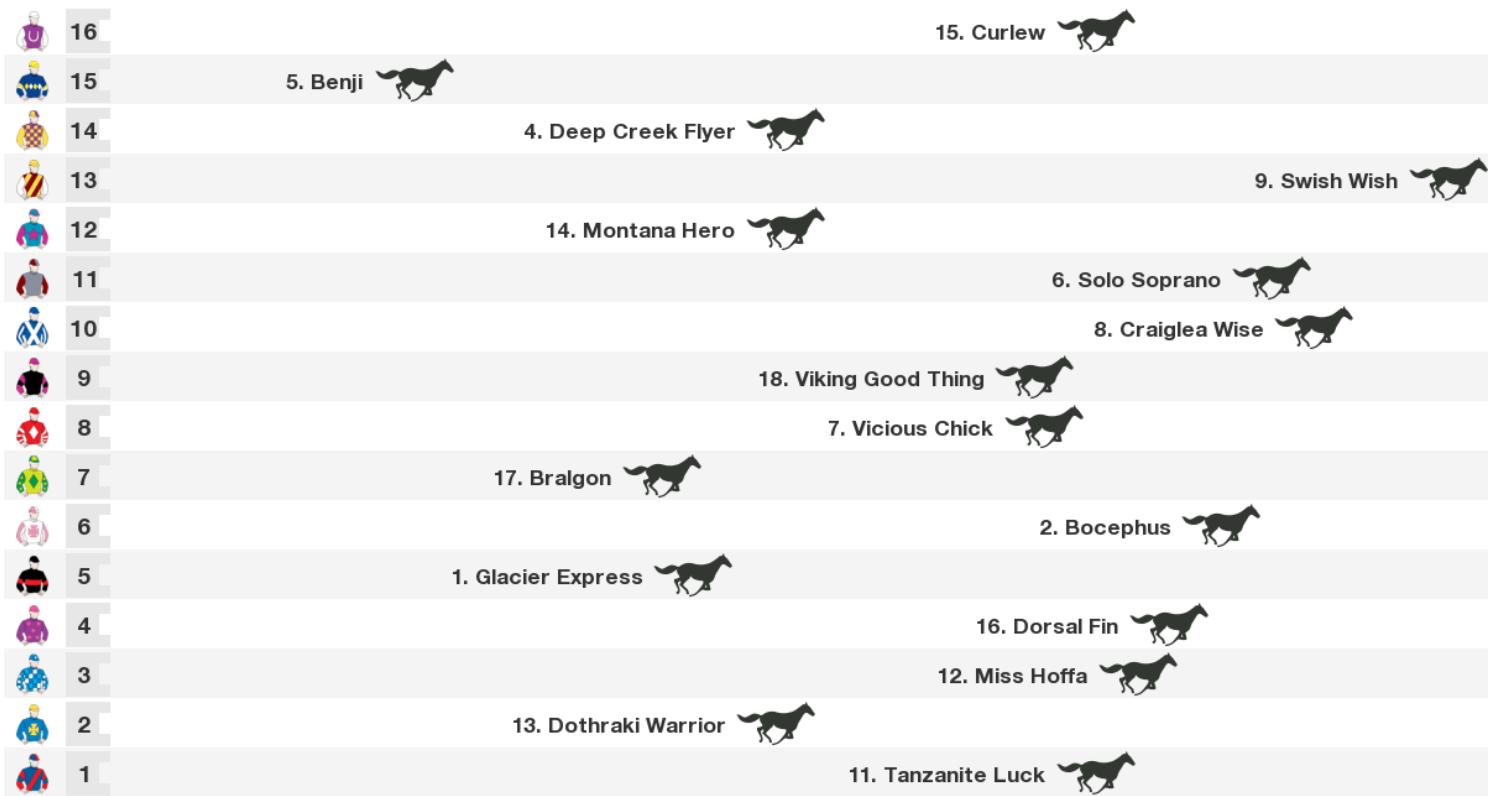 16 15. Curlew
15 5. Benji
14 4. Deep Creek Flyer
13 9. Swish Wish
12 14. Montana Hero
11 6. Solo Soprano
10 8. Craiglea Wise
9 18. Viking Good Thing
8 7. Vicious Chick
7 17. Bralgon
6 2. Bocephus
5 1. Glacier Express
4 16. Dorsal Fin
3 12. Miss Hoffa
2 13. Dothraki Warrior
1 11. Tanzanite Luck